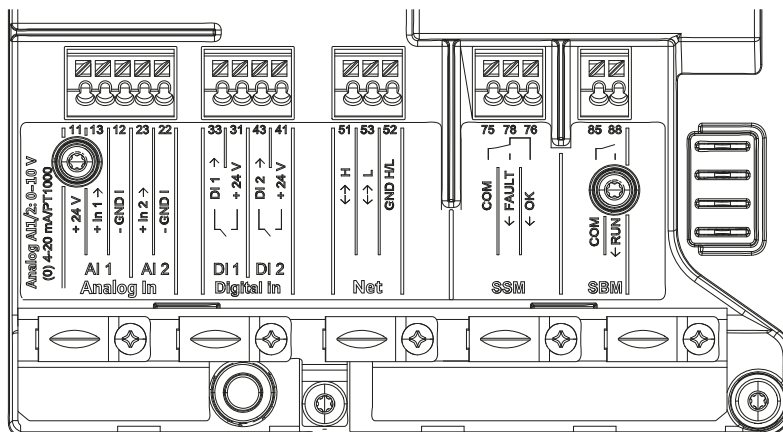 11 13 12 23 22
33 31 43 41
51 53 52
75 78 76
85 88
Analog AI1/2: 0–10 V
(0) 4-20 mA/PT1000
+ 24 V
+ in 1 →
- GND I
+ in 2 →
- GND I
DI 1 →
+ 24 V
DI 2 →
+ 24 V
↔ H
↔ L
GND H/L
COM
← FAULT
← OK
COM
← RUN
AI 1
AI 2
DI 1
DI 2
Analog In
Digital in
Net
SSM
SBM